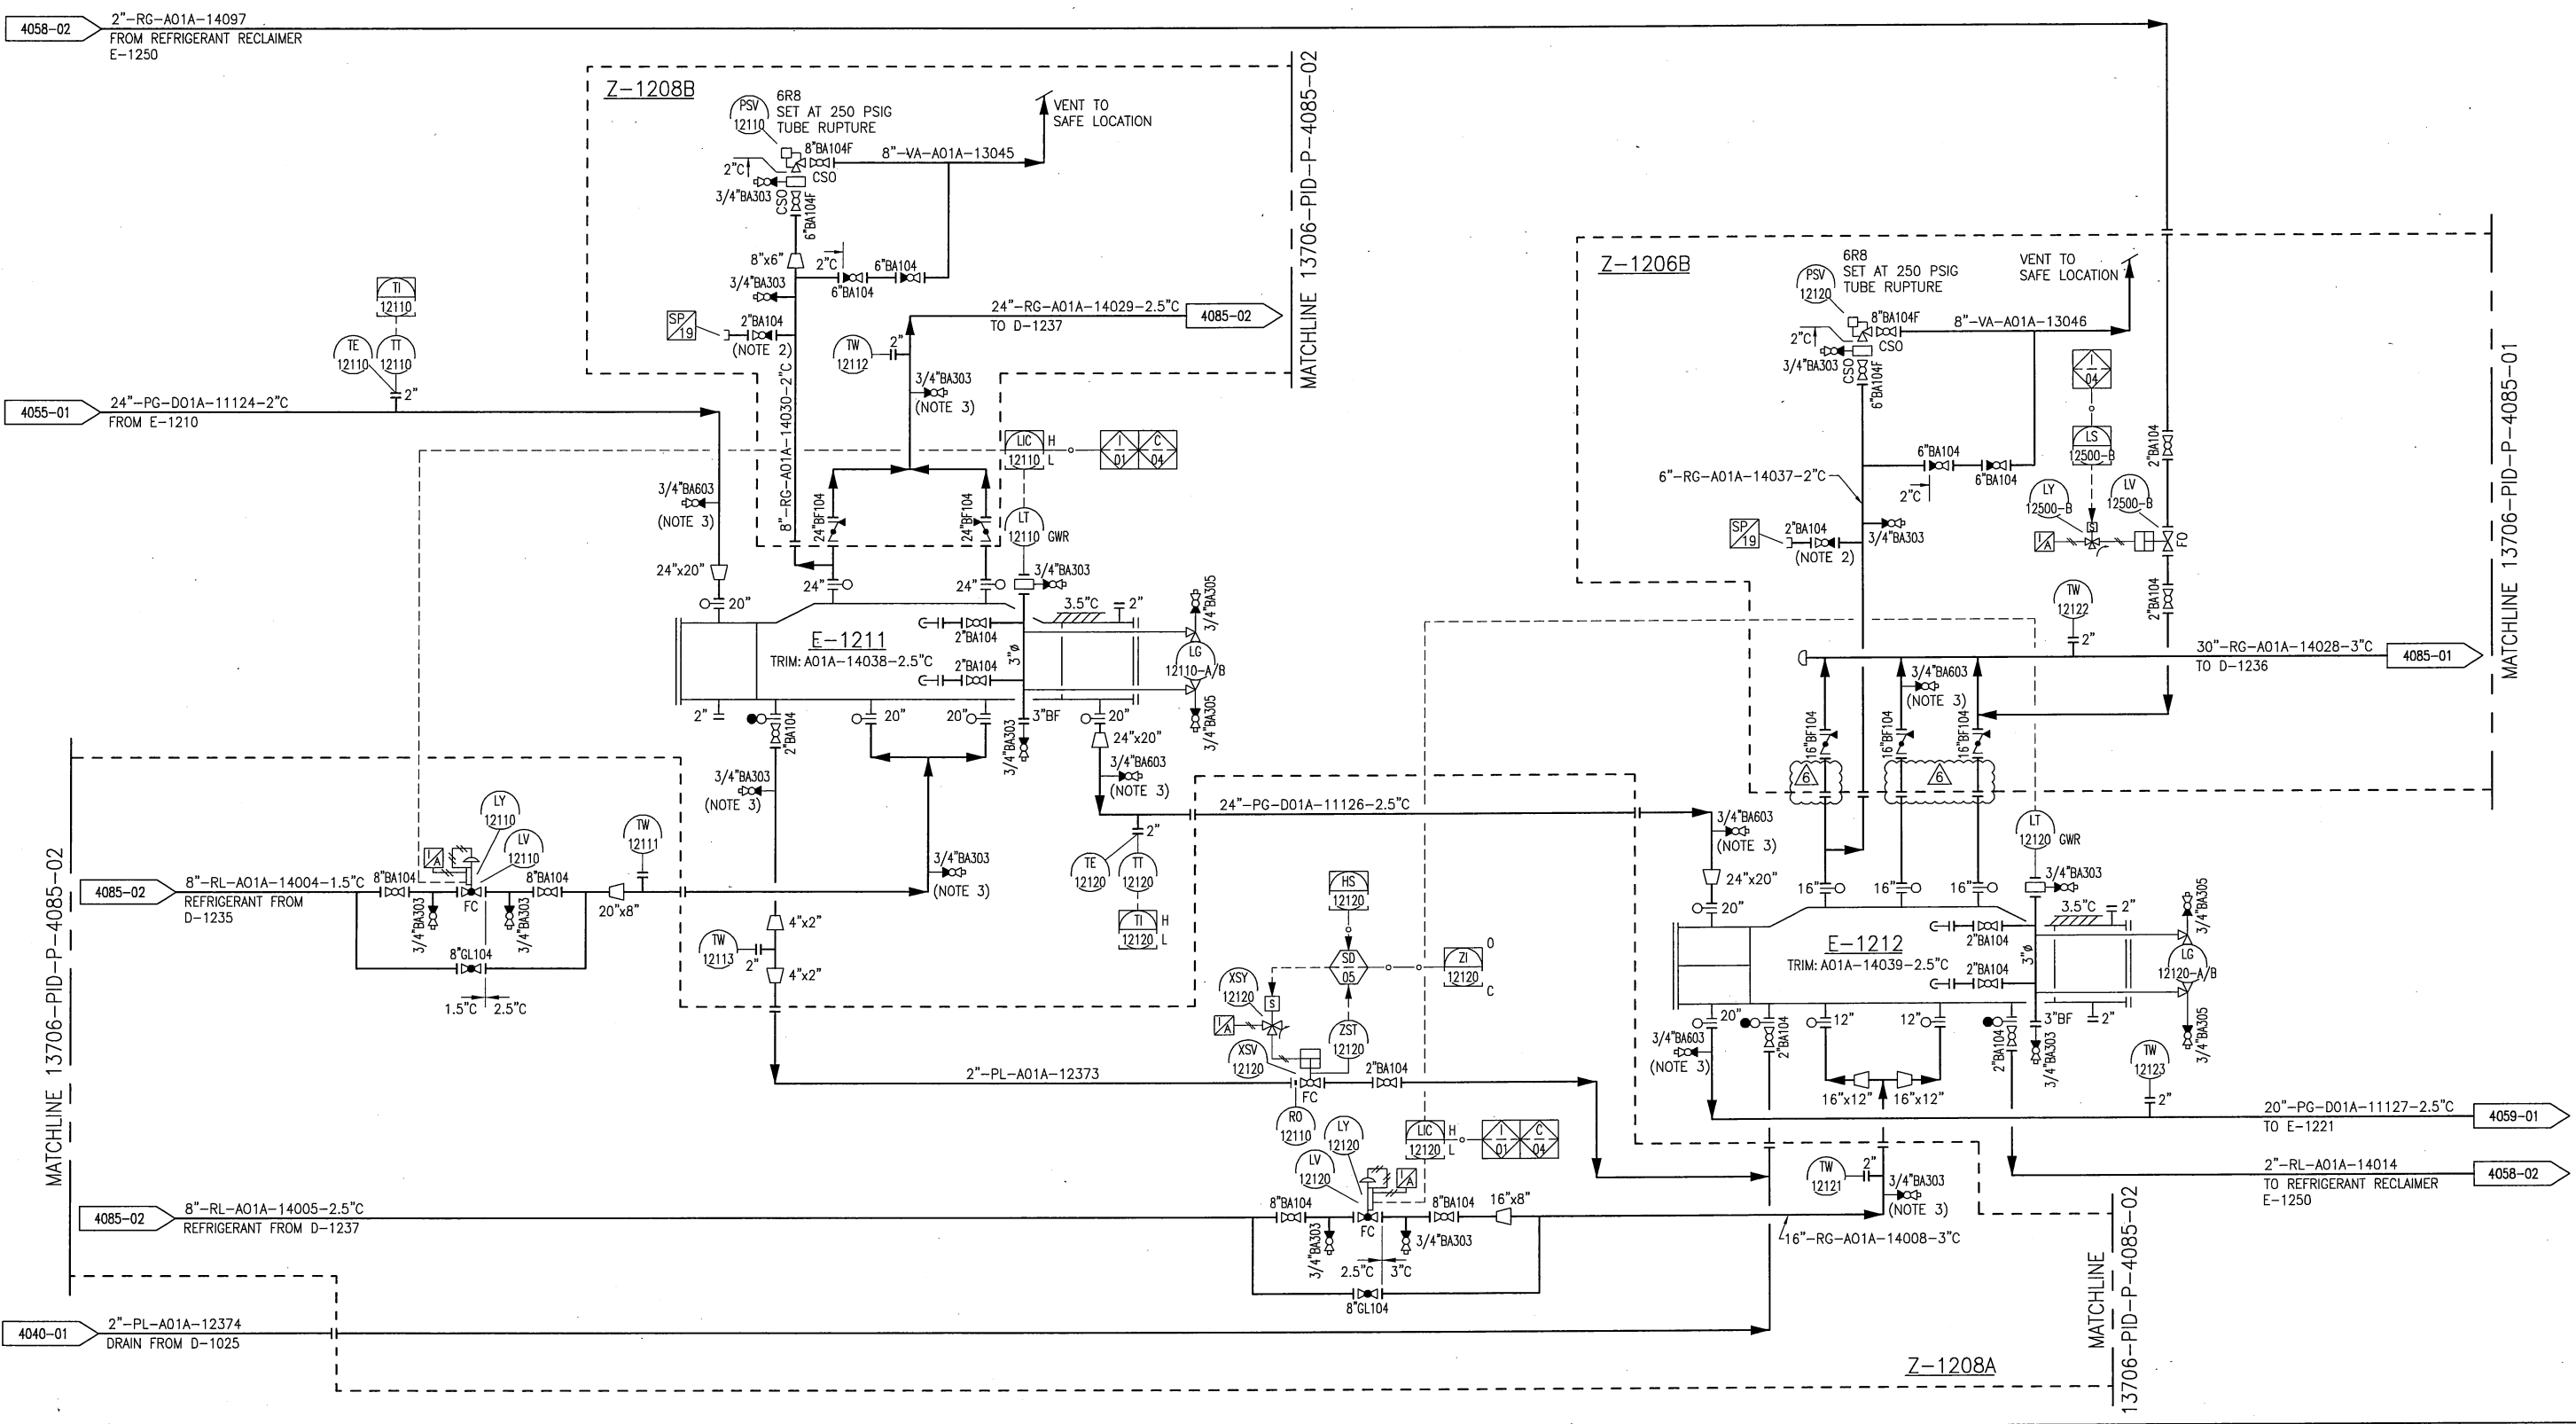 4058-02
2"-RG-A01A-14097
FROM REFRIGERANT RECLAIMER
E-1250
Z-1208B
PSV
12110
6R8
SET AT 250 PSIG
TUBE RUPTURE
VENT TO
SAFE LOCATION
8"BA104F
8"-VA-A01A-13045
CSO
2"C
3/4"BA303
CSO
6"BA104F
8"x6"
2"C
6"BA104
6"BA104
3/4"BA303
SP
19
2"BA104
(NOTE 2)
8"-RG-A01A-14030-2"C
24"-RG-A01A-14029-2.5"C
TO D-1237
4085-02
TW
12112
2"
3/4"BA303
(NOTE 3)
MATCHLINE 13706-PID-P-4085-02
TI
12110
TE
12110
TT
12110
2"
4055-01
24"-PG-D01A-11124-2"C
FROM E-1210
3/4"BA603
(NOTE 3)
24"x20"
20"
24"BF104
24"BF104
24"
24"
LIC
12110
H
L
I
01
C
04
LT
12110
GWR
3/4"BA303
3.5"C
2"
3/4"BA305
E-1211
TRIM: A01A-14038-2.5"C
2"BA104
2"BA104
3"ø
LG
12110-A/B
3/4"BA305
2"
2"BA104
20"
20"
3"BF
3/4"BA303
20"
24"x20"
3/4"BA603
(NOTE 3)
3/4"BA303
(NOTE 3)
24"-PG-D01A-11126-2.5"C
2"
TE
12120
TT
12120
TI
12120
H
L
MATCHLINE 13706-PID-P-4085-02
4085-02
8"-RL-A01A-14004-1.5"C
REFRIGERANT FROM
D-1235
8"BA104
LY
12110
LV
12110
I
A
FC
3/4"BA303
3/4"BA303
8"BA104
20"x8"
TW
12111
8"GL104
1.5"C
2.5"C
3/4"BA303
(NOTE 3)
4"x2"
TW
12113
2"
4"x2"
2"-PL-A01A-12373
HS
12120
SD
05
ZI
12120
O
C
XSY
12120
S
I
A
ZST
12120
XSV
12120
FC
2"BA104
RO
12110
4085-02
8"-RL-A01A-14005-2.5"C
REFRIGERANT FROM D-1237
LY
12120
LV
12120
I
A
LIC
12120
H
L
I
01
C
04
8"BA104
FC
8"BA104
16"x8"
3/4"BA303
3/4"BA303
2.5"C
3"C
8"GL104
16"-RG-A01A-14008-3"C
4040-01
2"-PL-A01A-12374
DRAIN FROM D-1025
Z-1208A
MATCHLINE
13706-PID-P-4085-02
Z-1206B
PSV
12120
6R8
SET AT 250 PSIG
TUBE RUPTURE
VENT TO
SAFE LOCATION
8"BA104F
8"-VA-A01A-13046
CSO
2"C
3/4"BA303
CSO
6"BA104F
I
04
LS
12500-B
LY
12500-B
LV
12500-B
S
I
A
FO
2"BA104
2"BA104
6"BA104
6"BA104
2"C
6"-RG-A01A-14037-2"C
SP
19
2"BA104
(NOTE 2)
3/4"BA303
MATCHLINE 13706-PID-P-4085-01
TW
12122
2"
30"-RG-A01A-14028-3"C
TO D-1236
4085-01
3/4"BA603
(NOTE 3)
16"BF104
16"BF104
16"BF104
6
6
3/4"BA603
(NOTE 3)
24"x20"
20"
16"
16"
16"
LT
12120
GWR
3/4"BA303
3.5"C
2"
3/4"BA305
E-1212
TRIM: A01A-14039-2.5"C
2"BA104
2"BA104
3"ø
LG
12120-A/B
3/4"BA305
20"
3/4"BA603
(NOTE 3)
2"BA104
12"
12"
2"BA104
3"BF
3/4"BA303
2"
16"x12"
16"x12"
TW
12123
2"
20"-PG-D01A-11127-2.5"C
TO E-1221
4059-01
TW
12121
2"
3/4"BA303
(NOTE 3)
2"-RL-A01A-14014
TO REFRIGERANT RECLAIMER
E-1250
4058-02